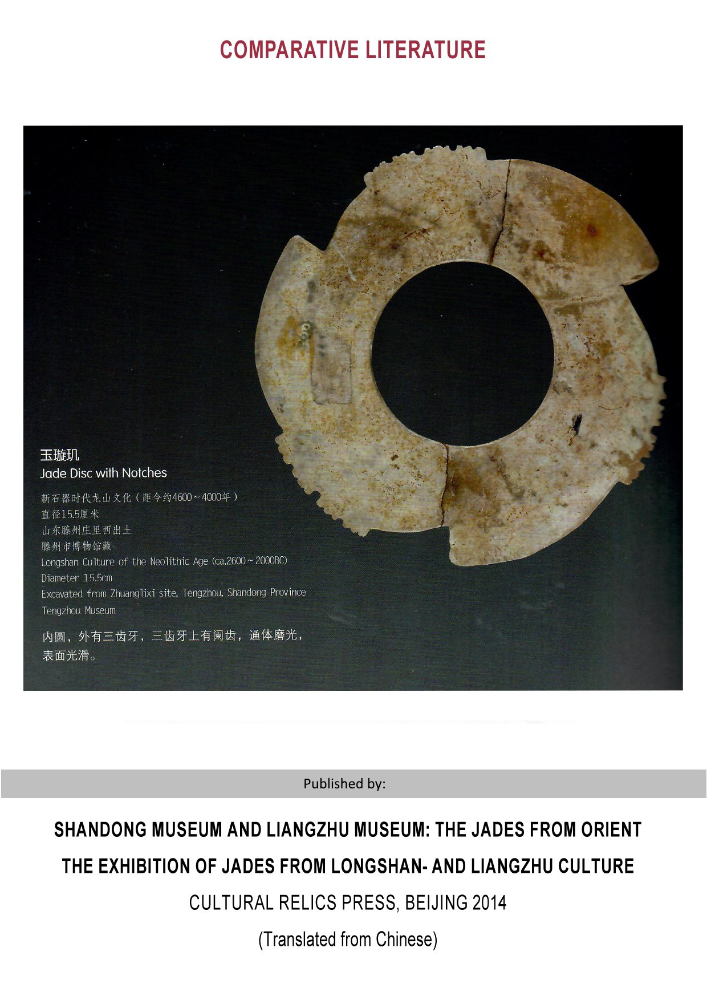 COMPARATIVE LITERATURE
玉璇玑
Jade Disc with Notches
新石器时代龙山文化（距今约4600～4000年）
直径15.5厘米
山东滕州庄里西出土
滕州市博物馆藏
Longshan Culture of the Neolithic Age (ca.2600～2000BC)
Diameter 15.5cm
Excavated from Zhuanglixi site, Tengzhou, Shandong Province
Tengzhou Museum
内圆，外有三齿牙，三齿牙上有阑齿，通体磨光，
表面光滑。
Published by:
SHANDONG MUSEUM AND LIANGZHU MUSEUM: THE JADES FROM ORIENT
THE EXHIBITION OF JADES FROM LONGSHAN- AND LIANGZHU CULTURE
CULTURAL RELICS PRESS, BEIJING 2014
(Translated from Chinese)